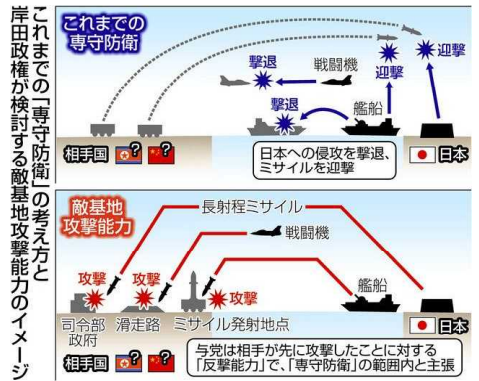 これまでの「専守防衛」の考え方と
岸田政権が検討する敵基地攻撃能力のイメージ
これまでの
専守防衛
撃退
戦闘機
迎撃
迎撃
撃退
艦船
相手国
?
?
日本への侵攻を撃退、
ミサイルを迎撃
日本
敵基地
攻撃能力
長射程ミサイル
戦闘機
攻撃
攻撃
攻撃
艦船
司令部
政府
滑走路
ミサイル発射地点
日本
相手国
?
?
与党は相手が先に攻撃したことに対する
「反撃能力」で、「専守防衛」の範囲内と主張